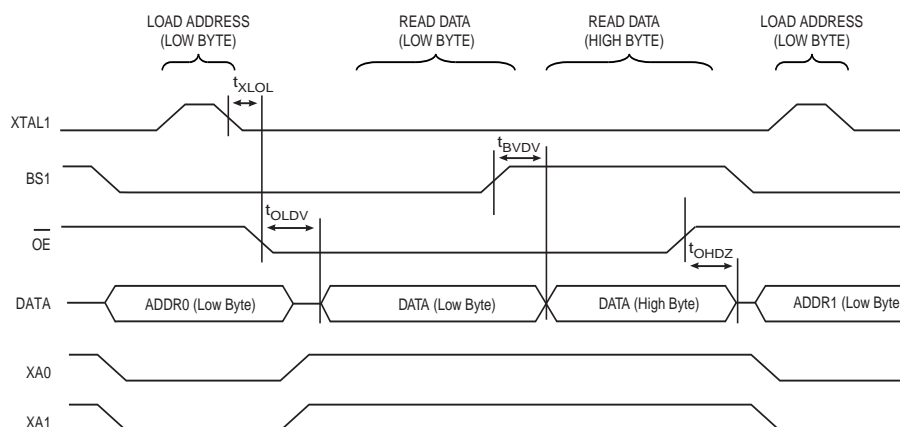 LOAD ADDRESS
(LOW BYTE)
READ DATA
(LOW BYTE)
READ DATA
(HIGH BYTE)
LOAD ADDRESS
(LOW BYTE)
tXLOL
XTAL1
tBVDV
BS1
tOLDV
OE
tOHDZ
DATA
ADDR0 (Low Byte)
DATA (Low Byte)
DATA (High Byte)
ADDR1 (Low Byte
XA0
XA1